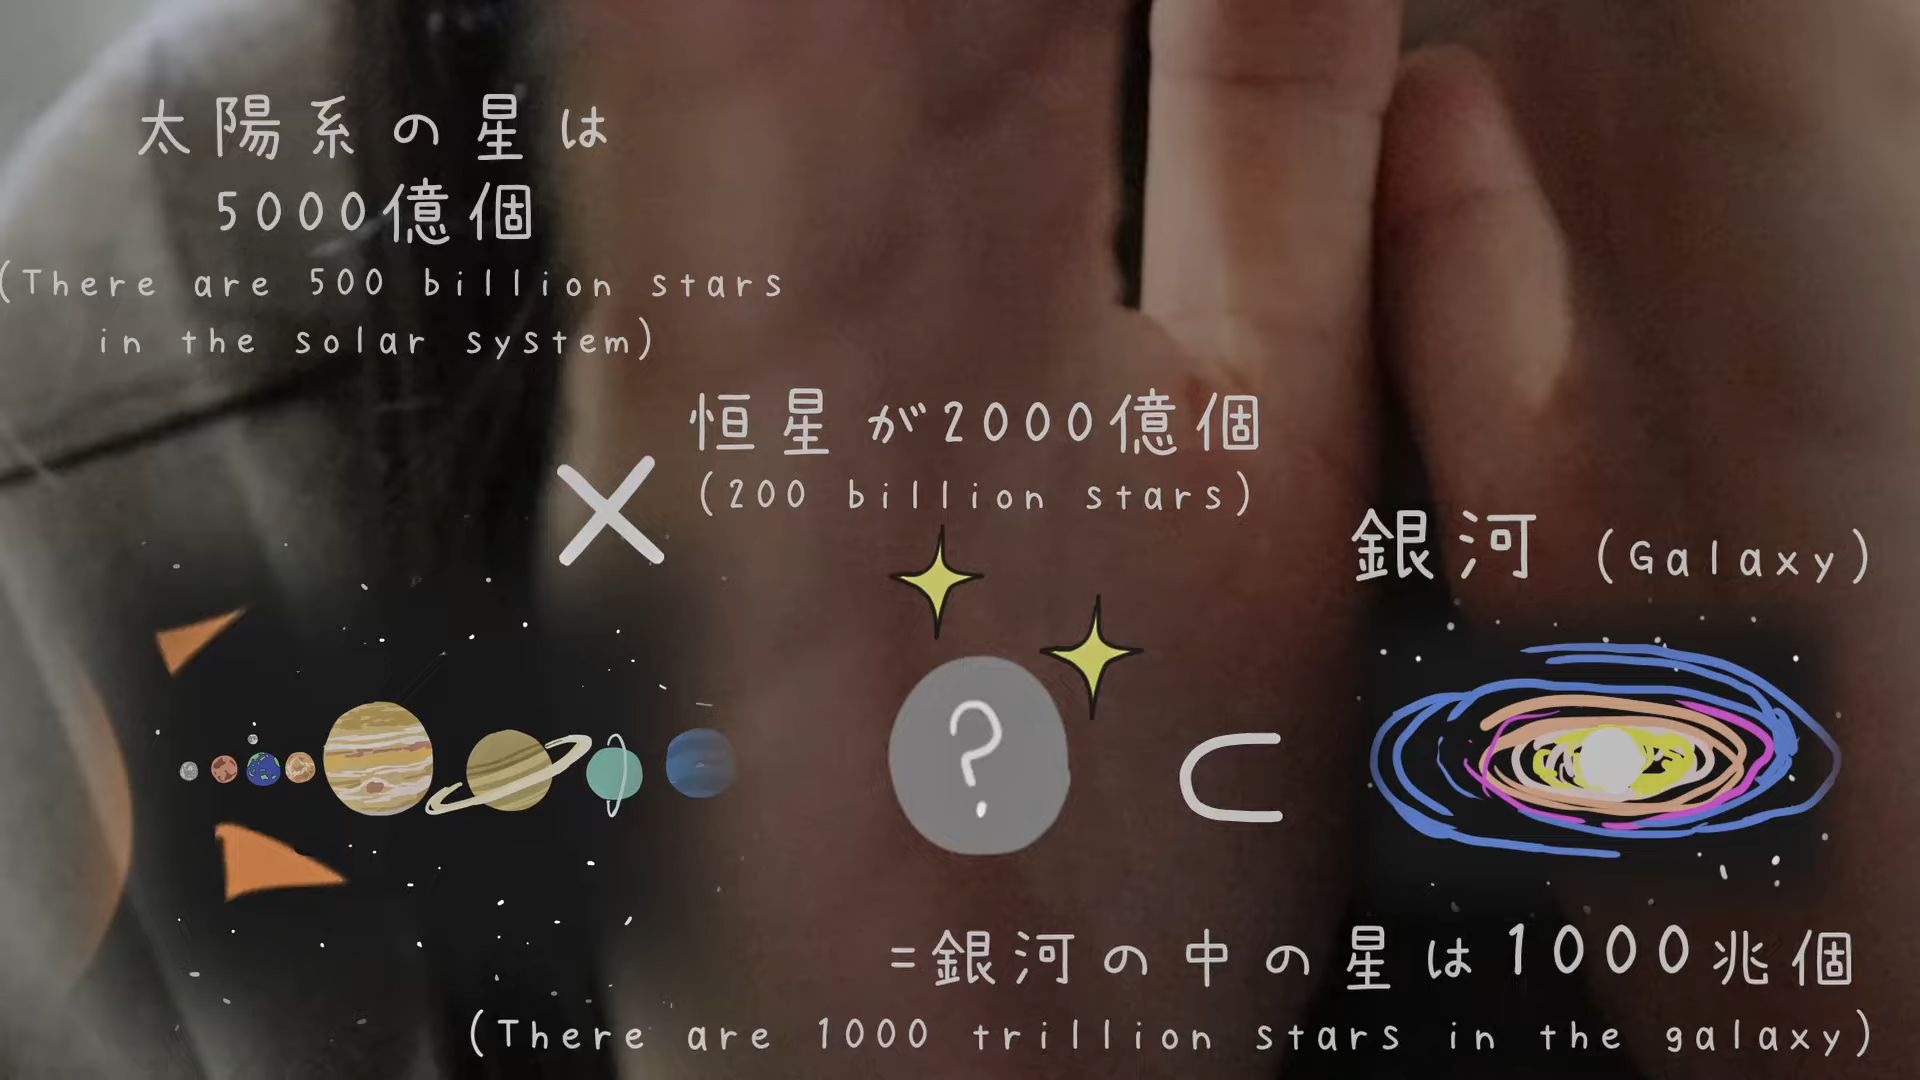 太陽系の星は
5000億個
(There are 500 billion stars
in the solar system)
恒星が2000億個
(200 billion stars)
銀河 (Galaxy)
?
=銀河の中の星は1000兆個
(There are 1000 trillion stars in the galaxy)